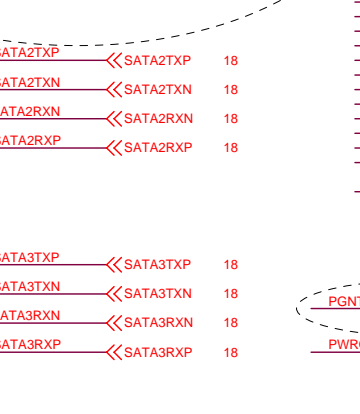 SATA2TXP SATA2TXP 18
SATA2TXN SATA2TXN 18
SATA2RXN SATA2RXN 18
SATA2RXP SATA2RXP 18
SATA3TXP SATA3TXP 18
SATA3TXN SATA3TXN 18
SATA3RXN SATA3RXN 18
SATA3RXP SATA3RXP 18